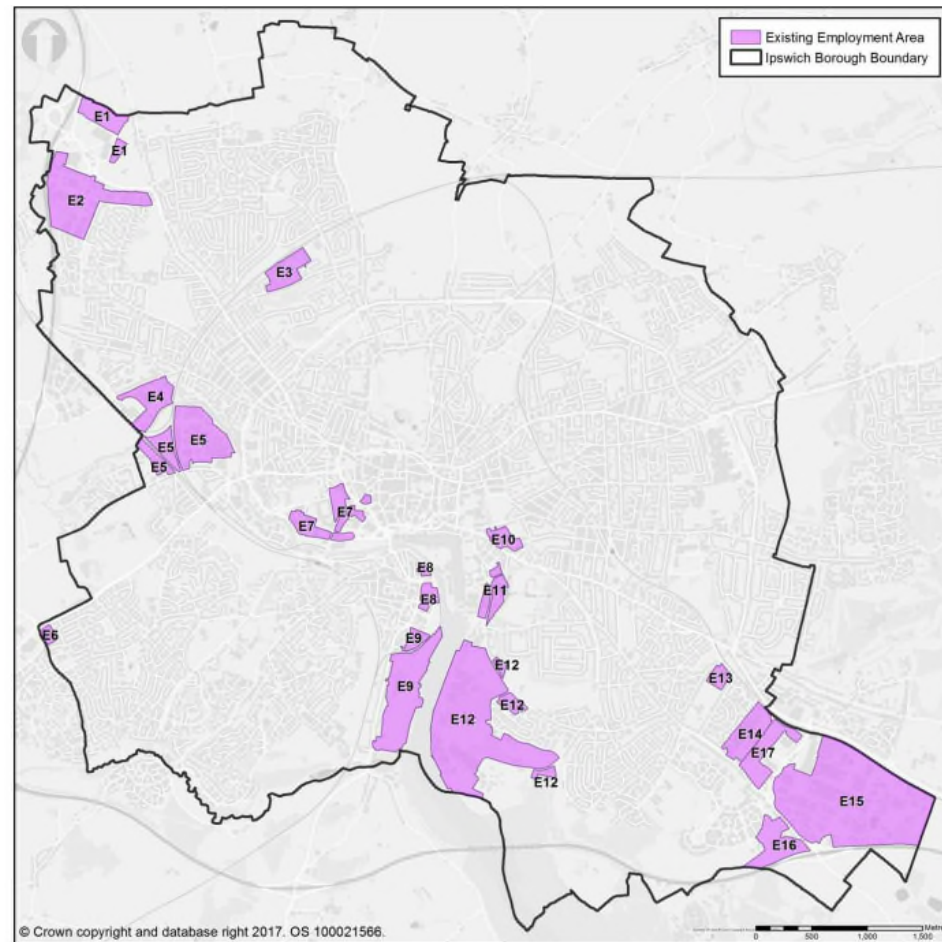 Existing Employment Area
Ipswich Borough Boundary
E1
E1
E2
E3
E4
E5
E5
E5
E7
E7
E10
E8
E11
E8
E6
E9
E12
E13
E9
E12
E12
E14
E17
E12
E15
E16
© Crown copyright and database right 2017. OS 100021566.
0 500 1,000 1,500